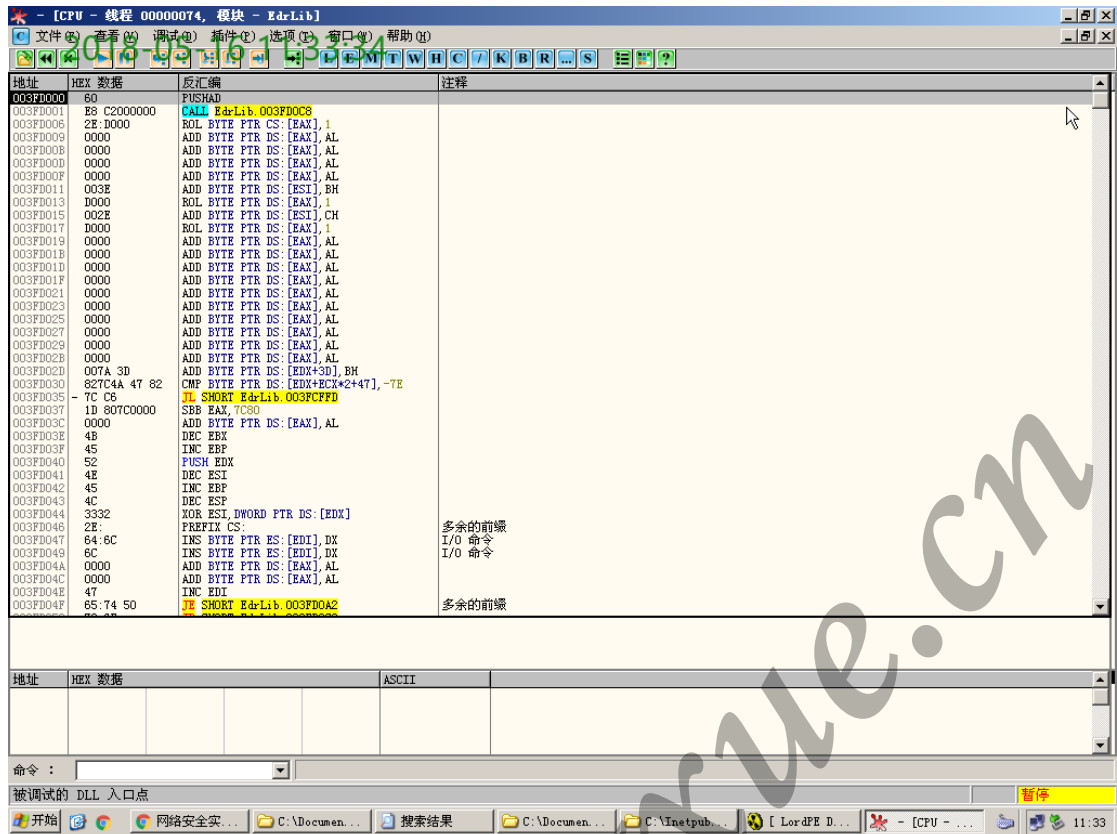 - [CPU - 线程 00000074, 模块 - EdrLib]
文件(F) 查看(V) 调试(D) 插件(P) 选项(T) 窗口(W) 帮助(H)
2018-05-16 11:33:34
L E M T W H C / K B R ... S ?
地址 HEX 数据 反汇编 注释
003FD000 60 PUSHAD
003FD001 E8 C2000000 CALL EdrLib.003FD0C8
003FD006 2E:D000 ROL BYTE PTR CS:[EAX],1
003FD009 0000 ADD BYTE PTR DS:[EAX],AL
003FD00B 0000 ADD BYTE PTR DS:[EAX],AL
003FD00D 0000 ADD BYTE PTR DS:[EAX],AL
003FD00F 0000 ADD BYTE PTR DS:[EAX],AL
003FD011 003E ADD BYTE PTR DS:[ESI],BH
003FD013 D000 ROL BYTE PTR DS:[EAX],1
003FD015 002E ADD BYTE PTR DS:[ESI],CH
003FD017 D000 ROL BYTE PTR DS:[EAX],1
003FD019 0000 ADD BYTE PTR DS:[EAX],AL
003FD01B 0000 ADD BYTE PTR DS:[EAX],AL
003FD01D 0000 ADD BYTE PTR DS:[EAX],AL
003FD01F 0000 ADD BYTE PTR DS:[EAX],AL
003FD021 0000 ADD BYTE PTR DS:[EAX],AL
003FD023 0000 ADD BYTE PTR DS:[EAX],AL
003FD025 0000 ADD BYTE PTR DS:[EAX],AL
003FD027 0000 ADD BYTE PTR DS:[EAX],AL
003FD029 0000 ADD BYTE PTR DS:[EAX],AL
003FD02B 0000 ADD BYTE PTR DS:[EAX],AL
003FD02D 007A 3D ADD BYTE PTR DS:[EDX+3D],BH
003FD030 827C4A 47 82 CMP BYTE PTR DS:[EDX+ECX*2+47],-7E
003FD035 - 7C C6 JL SHORT EdrLib.003FCFFD
003FD037 1D 807C0000 SBB EAX,7C80
003FD03C 0000 ADD BYTE PTR DS:[EAX],AL
003FD03E 4B DEC EBX
003FD03F 45 INC EBP
003FD040 52 PUSH EDX
003FD041 4E DEC ESI
003FD042 45 INC EBP
003FD043 4C DEC ESP
003FD044 3332 XOR ESI,DWORD PTR DS:[EDX]
003FD046 2E: PREFIX CS: 多余的前缀
003FD047 64:6C INS BYTE PTR ES:[EDI],DX I/O 命令
003FD049 6C INS BYTE PTR ES:[EDI],DX I/O 命令
003FD04A 0000 ADD BYTE PTR DS:[EAX],AL
003FD04C 0000 ADD BYTE PTR DS:[EAX],AL
003FD04E 47 INC EDI
003FD04F 65:74 50 JE SHORT EdrLib.003FD0A2 多余的前缀
地址 HEX 数据 ASCII
命令 :
被调试的 DLL 入口点 暂停
开始 网络安全实... C:\Documen... 搜索结果 C:\Documen... C:\Inetpub... [ LordPE D... - [CPU - ... 11:33
xue.cn